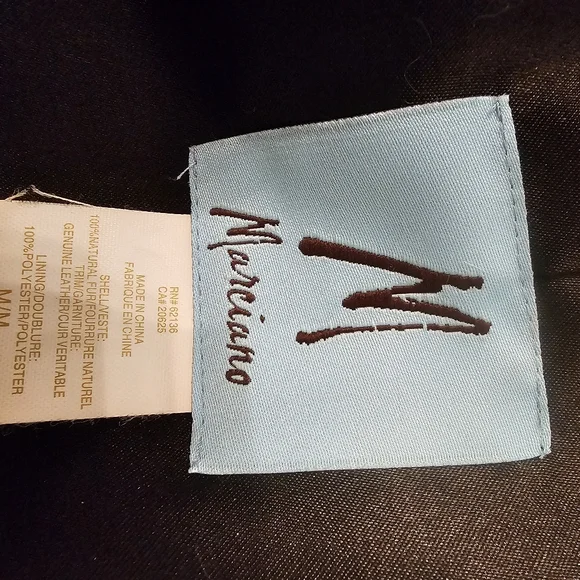 M
Marciano
RN# 62136
CA# 20625
MADE IN CHINA
FABRIQUE EN CHINE
SHELL/VESTE:
100%NATURAL FUR/FOURRURE NATUREL
TRIM/GARNITURE:
GENUINE LEATHER/CUIR VERITABLE
LINING/DOUBLURE:
100%POLYESTER/POLYESTER
M/M